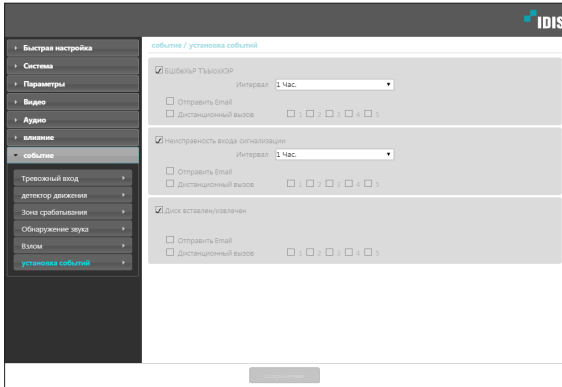 IDIS
Быстрая настройка
Система
Параметры
Видео
Аудио
влияние
событие
Тревожный вход
детектор движения
Зона срабатывания
Обнаружение звука
Взлом
установка событий
событие / установка событий
Интервал 1 Час.
Отправить Email
Дистанционный вызов 1 2 3 4 5
Неисправность входа сигнализации
Интервал 1 Час.
Отправить Email
Дистанционный вызов 1 2 3 4 5
Диск вставлен/извлечен
Отправить Email
Дистанционный вызов 1 2 3 4 5